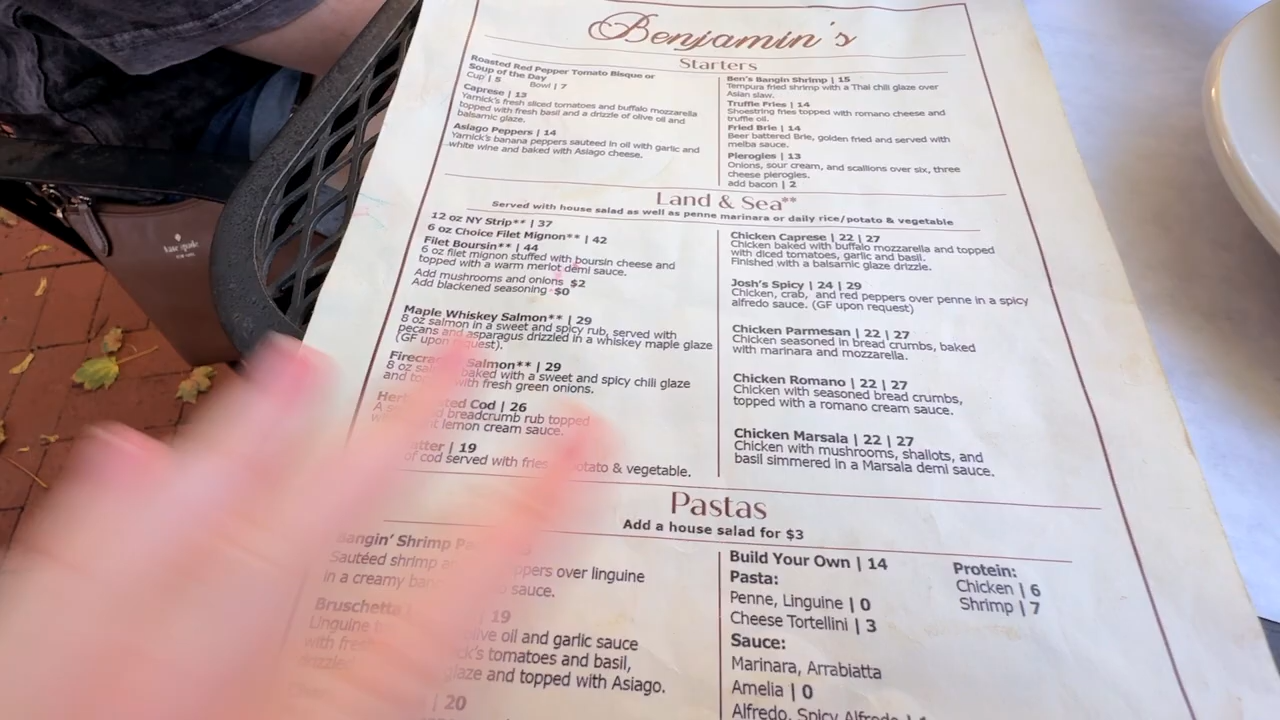 Benjamin's
Starters
Roasted Red Pepper Tomato Bisque or
Soup of the Day
Cup | 5 Bowl | 7
Caprese | 13
Yarnick's fresh sliced tomatoes and buffalo mozzarella
topped with fresh basil and a drizzle of olive oil and
balsamic glaze.
Asiago Peppers | 14
Yarnick's banana peppers sauteed in oil with garlic and
white wine and baked with Asiago cheese.
Ben's Bangin Shrimp | 15
Tempura fried shrimp with a Thai chili glaze over
Asian slaw.
Truffle Fries | 14
Shoestring fries topped with romano cheese and
truffle oil.
Fried Brie | 14
Beer battered Brie, golden fried and served with
melba sauce.
Pierogies | 13
Onions, sour cream, and scallions over six, three
cheese pierogies.
add bacon | 2
Land & Sea**
Served with house salad as well as penne marinara or daily rice/potato & vegetable
12 oz NY Strip** | 37
6 oz Choice Filet Mignon** | 42
Filet Boursin** | 44
6 oz filet mignon stuffed with boursin cheese and
topped with a warm merlot demi sauce.
Add mushrooms and onions $2
Add blackened seasoning $0
Maple Whiskey Salmon** | 29
8 oz salmon in a sweet and spicy rub, served with
pecans and asparagus drizzled in a whiskey maple glaze
(GF upon request).
Salmon** | 29
8 oz baked with a sweet and spicy chili glaze
and with fresh green onions.
Cod | 26
A breadcrumb rub topped
lemon cream sauce.
| 19
of cod served with fries & vegetable.
Chicken Caprese | 22 | 27
Chicken baked with buffalo mozzarella and topped
with diced tomatoes, garlic and basil.
Finished with a balsamic glaze drizzle.
Josh's Spicy | 24 | 29
Chicken, crab, and red peppers over penne in a spicy
alfredo sauce. (GF upon request)
Chicken Parmesan | 22 | 27
Chicken seasoned in bread crumbs, baked
with marinara and mozzarella.
Chicken Romano | 22 | 27
Chicken with seasoned bread crumbs,
topped with a romano cream sauce.
Chicken Marsala | 22 | 27
Chicken with mushrooms, shallots, and
basil simmered in a Marsala demi sauce.
Pastas
Add a house salad for $3
Bangin' Shrimp
Sautéed shrimp over linguine
in a creamy sauce.
Bruschetta | 19
Linguine olive oil and garlic sauce
with tomatoes and basil,
drizzled glaze and topped with Asiago.
| 20
Build Your Own | 14
Pasta:
Penne, Linguine | 0
Cheese Tortellini | 3
Sauce:
Marinara, Arrabiatta
Amelia | 0
Alfredo, Spicy Alfredo
Protein:
Chicken | 6
Shrimp | 7
kate spade